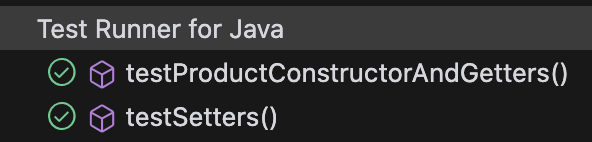 Test Runner for Java
testProductConstructorAndGetters()
testSetters()